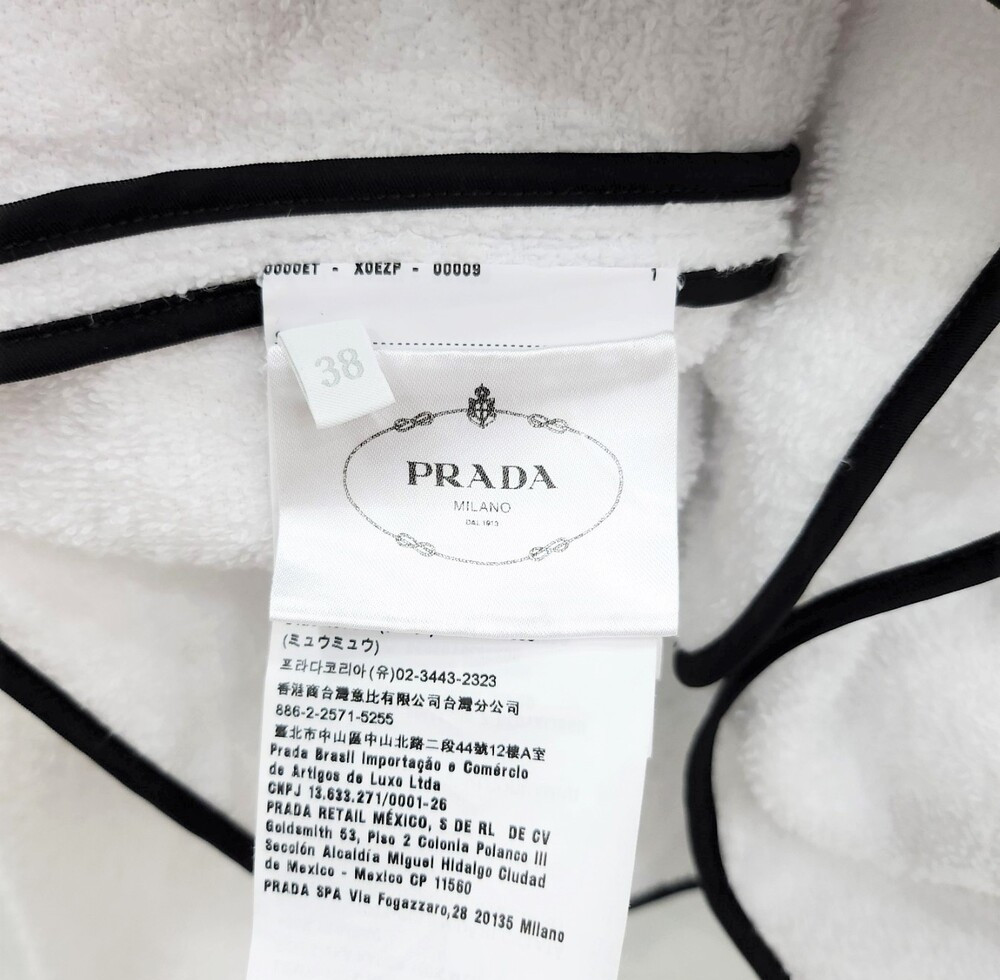 0000ET - X0EZP - 00009 1
38
PRADA
MILANO
DAL 1913
(ミュウミュウ)
프라다코리아(유)02-3443-2323
香港商台灣意比有限公司台灣分公司
886-2-2571-5255
臺北市中山區中山北路二段44號12樓A室
Prada Brasil Importação e Comércio
de Artigos de Luxo Ltda
CNPJ 13.633.271/0001-26
PRADA RETAIL MÉXICO, S DE RL DE CV
Goldsmith 53, Piso 2 Colonia Polanco III
Sección Alcaldía Miguel Hidalgo Ciudad
de Mexico - Mexico CP 11560
PRADA SPA Via Fogazzaro,28 20135 Milano